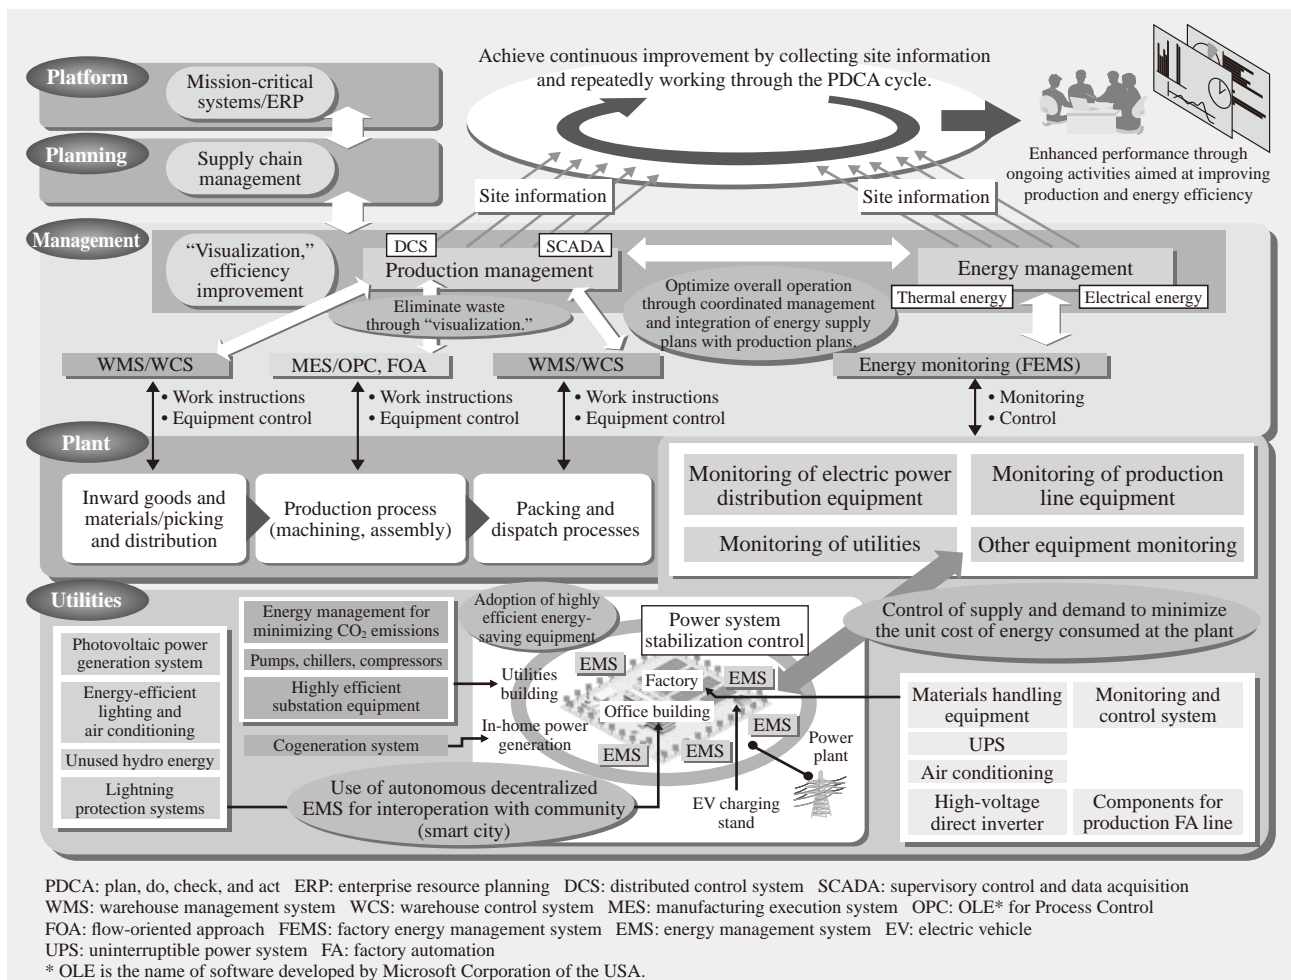 Achieve continuous improvement by collecting site information
and repeatedly working through the PDCA cycle.
Platform
Mission-critical
systems/ERP
Planning
Supply chain
management
Enhanced performance through
ongoing activities aimed at improving
production and energy efficiency
Site information
Site information
Management
“Visualization,”
efficiency
improvement
DCS
SCADA
Production management
Energy management
Thermal energy
Electrical energy
Eliminate waste
through “visualization.”
Optimize overall operation
through coordinated management
and integration of energy supply
plans with production plans.
WMS/WCS
MES/OPC, FOA
WMS/WCS
Energy monitoring (FEMS)
• Work instructions
• Equipment control
• Work instructions
• Equipment control
• Work instructions
• Equipment control
• Monitoring
• Control
Plant
Inward goods and
materials/picking
and distribution
Production process
(machining, assembly)
Packing and
dispatch processes
Monitoring of electric power
distribution equipment
Monitoring of production
line equipment
Monitoring of utilities
Other equipment monitoring
Utilities
Photovoltaic power
generation system
Energy-efficient
lighting and
air conditioning
Unused hydro energy
Lightning
protection systems
Energy management for
minimizing CO₂ emissions
Pumps, chillers, compressors
Highly efficient
substation equipment
Cogeneration system
Adoption of highly
efficient energy-
saving equipment
Utilities
building
In-home power
generation
Power system
stabilization control
EMS
Factory
EMS
Office building
EMS
EMS
EMS
Power
plant
EV charging
stand
Use of autonomous decentralized
EMS for interoperation with community
(smart city)
Control of supply and demand to minimize
the unit cost of energy consumed at the plant
Materials handling
equipment
Monitoring and
control system
UPS
Air conditioning
High-voltage
direct inverter
Components for
production FA line
PDCA: plan, do, check, and act ERP: enterprise resource planning DCS: distributed control system SCADA: supervisory control and data acquisition
WMS: warehouse management system WCS: warehouse control system MES: manufacturing execution system OPC: OLE* for Process Control
FOA: flow-oriented approach FEMS: factory energy management system EMS: energy management system EV: electric vehicle
UPS: uninterruptible power system FA: factory automation
* OLE is the name of software developed by Microsoft Corporation of the USA.